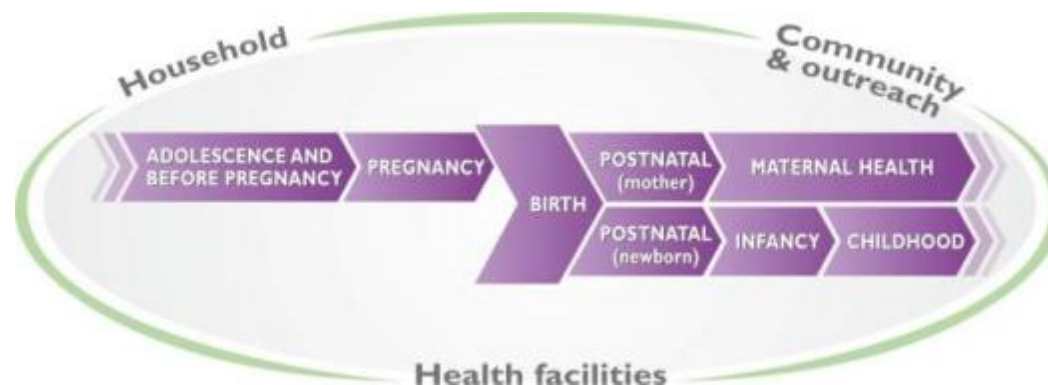 Household
Community
& outreach
ADOLESCENCE AND
BEFORE PREGNANCY
PREGNANCY
BIRTH
POSTNATAL
(mother)
MATERNAL HEALTH
POSTNATAL
(newborn)
INFANCY
CHILDHOOD
Health facilities